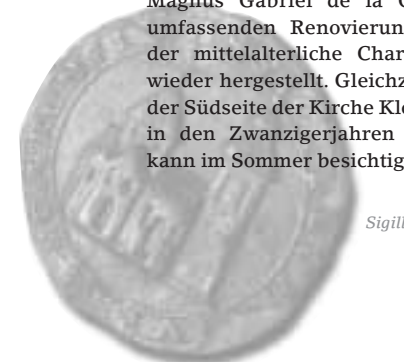 Magnus Gabriel de la
umfassenden Renovierun
der mittelalterliche Char
wieder hergestellt. Gleichz
der Südseite der Kirche Kl
in den Zwanzigerjahren
kann im Sommer besichtig
Sigill